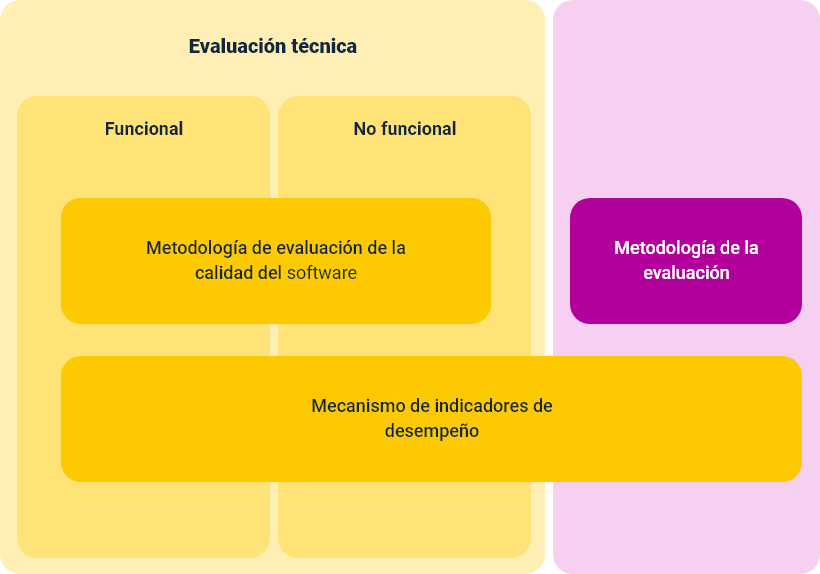 Evaluación técnica
Funcional
No funcional
Metodología de evaluación de la
calidad del software
Metodología de la
evaluación
Mecanismo de indicadores de
desempeño